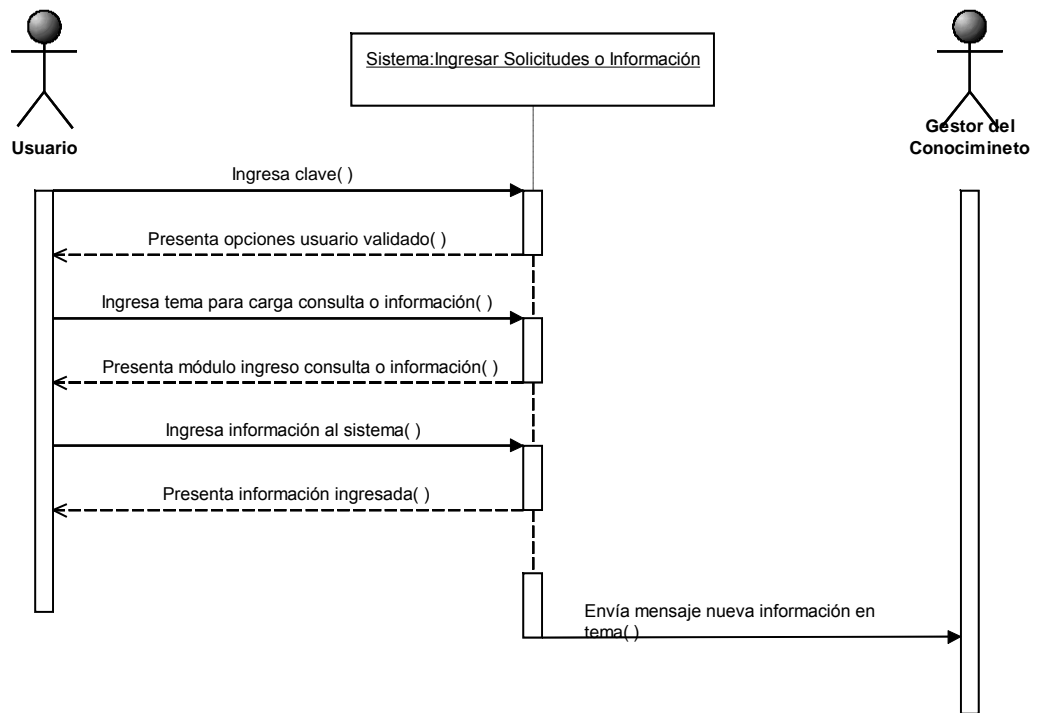 Sistema:Ingresar Solicitudes o Información
Usuario
Gestor del
Conocimineto
Ingresa clave( )
Presenta opciones usuario validado( )
Ingresa tema para carga consulta o información( )
Presenta módulo ingreso consulta o información( )
Ingresa información al sistema( )
Presenta información ingresada( )
Envía mensaje nueva información en
tema( )